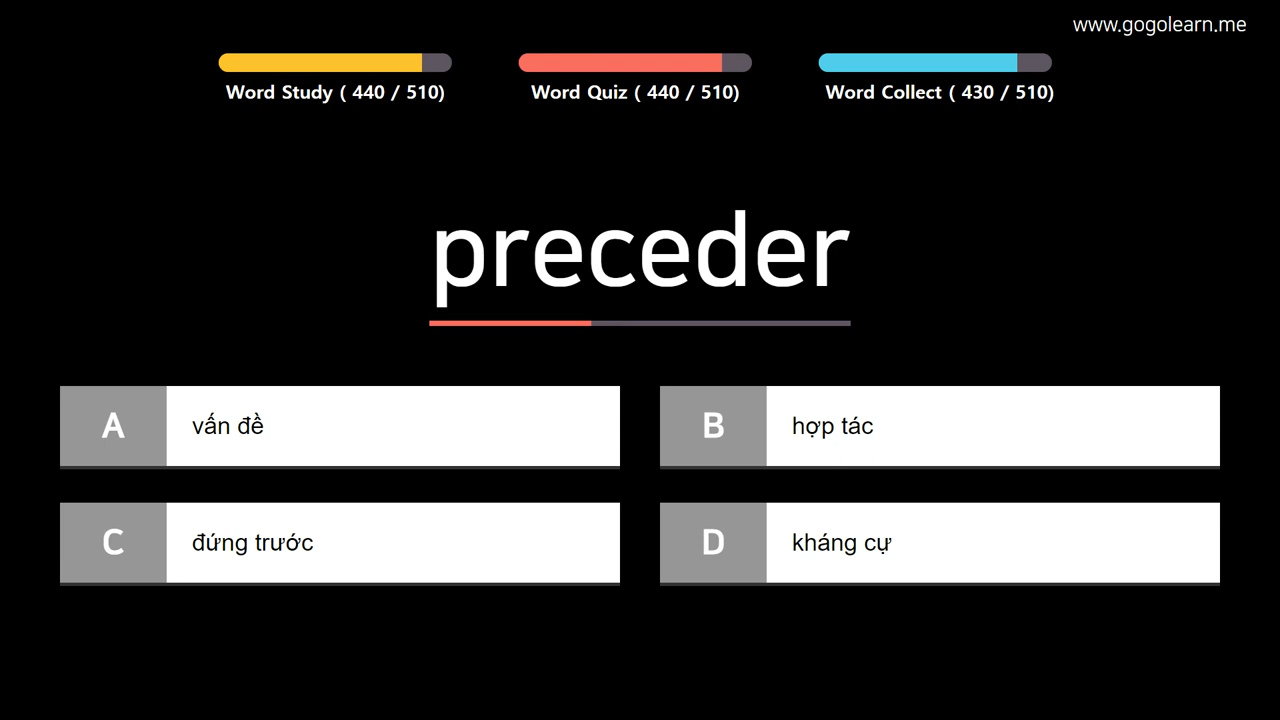 www.gogolearn.me
Word Study ( 440 / 510)
Word Quiz ( 440 / 510)
Word Collect ( 430 / 510)
preceder
A vấn đề
B hợp tác
C đứng trước
D kháng cự